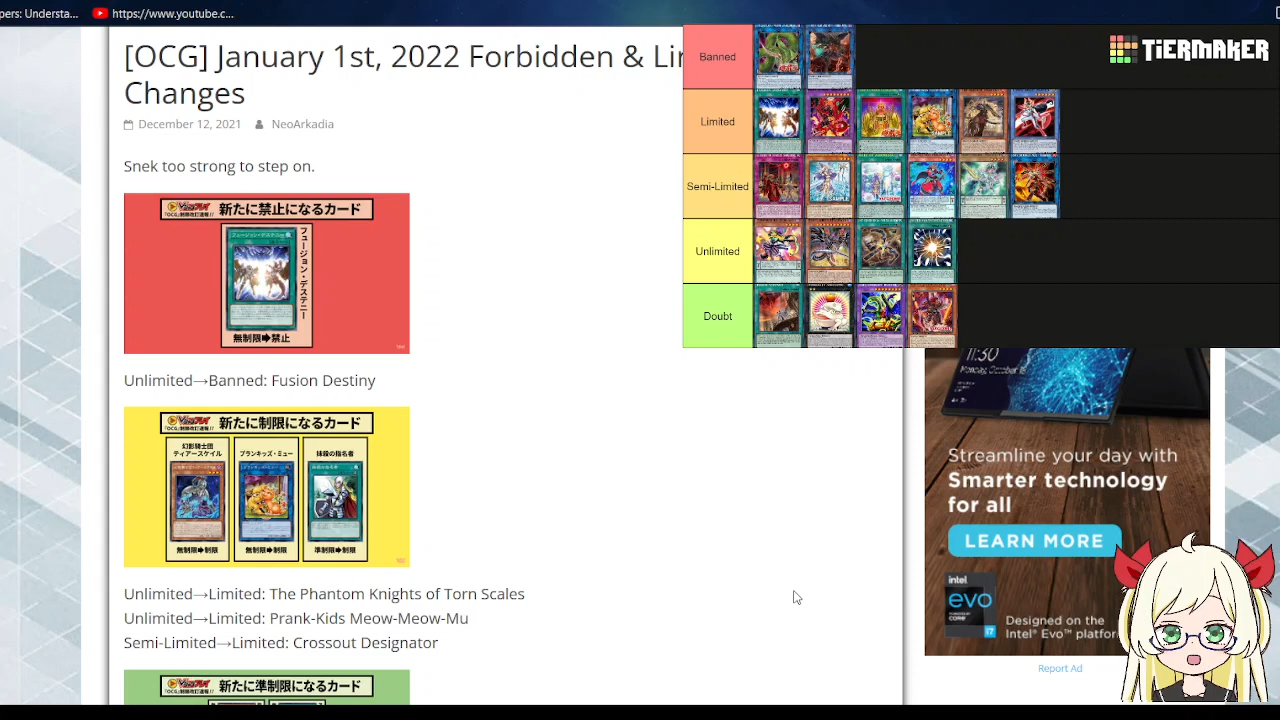 pers: Understa...
https://www.youtube.c...
[OCG] January 1st, 2022 Forbidden & Li
Changes
December 12, 2021
NeoArkadia
Snek too strong to step on.
新たに禁止になるカード
フュージョン・デステニー
無制限➡禁止
Unlimited→Banned: Fusion Destiny
新たに制限になるカード
幻影騎士団
ティアースケイル
プランキッズ・ミュー
抹殺の指名者
無制限➡制限
無制限➡制限
準制限➡制限
Unlimited→Limited: The Phantom Knights of Torn Scales
Unlimited→Limited: Prank-Kids Meow-Meow-Mu
Semi-Limited→Limited: Crossout Designator
新たに準制限になるカード
Banned
Limited
Semi-Limited
Unlimited
Doubt
TiERMAKER
11:30
Streamline your day with
Smarter technology
for all
LEARN MORE
intel
evo
i7
Designed on the
Intel® Evo™ platfor
Report Ad